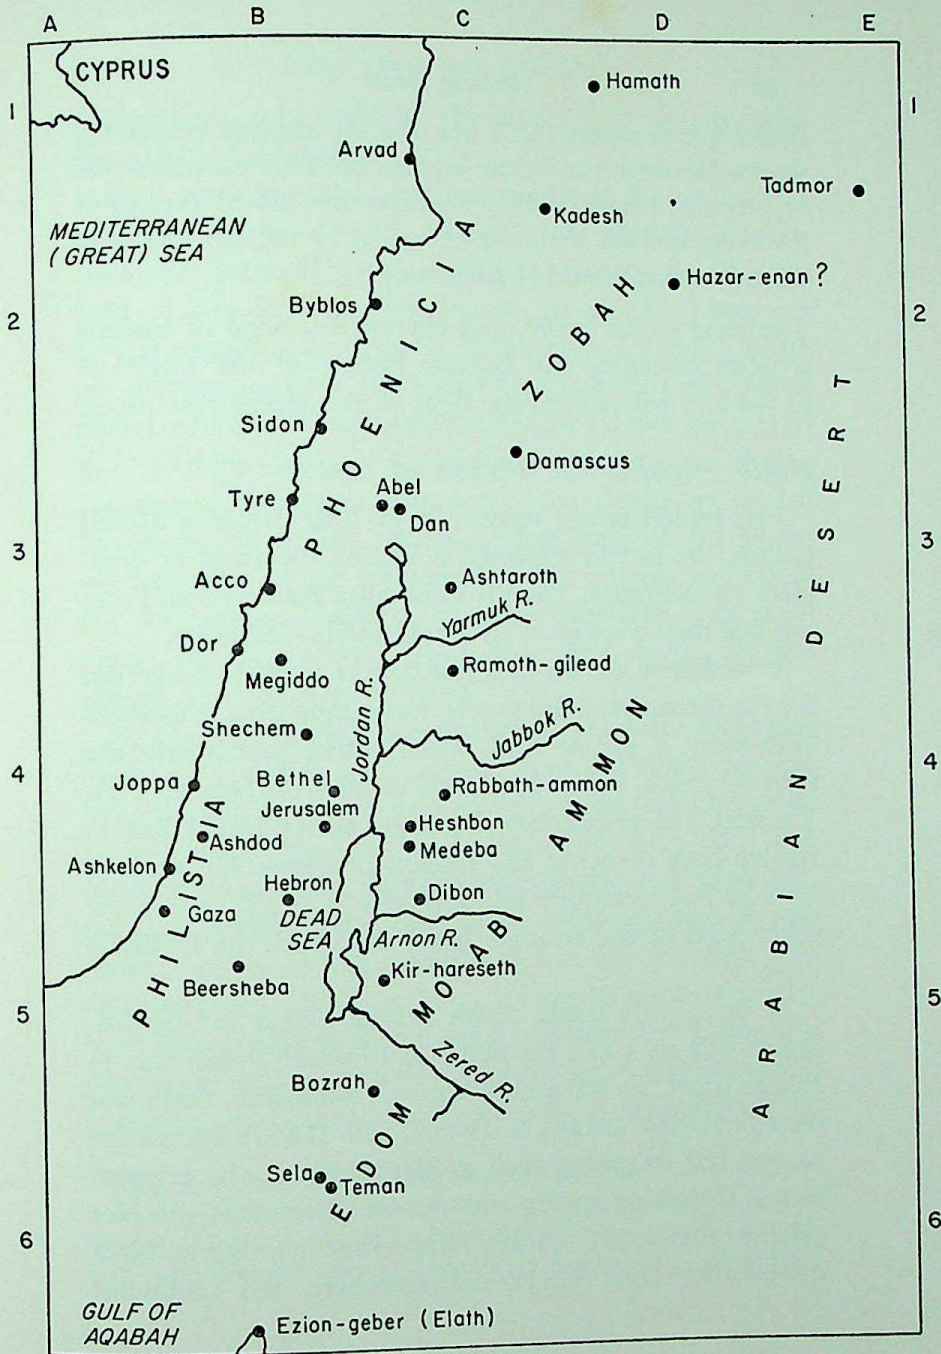 A B C D E
CYPRUS
Hamath
1 1
Arvad
Tadmor
Kadesh
MEDITERRANEAN
(GREAT) SEA
PHOENICIA
Hazar-enan ?
Byblos
2 2
ZOBAH
Sidon
Damascus
Tyre
Abel
Dan
3 3
Acco
Ashtaroth
Yarmuk R.
Dor
Megiddo
Ramoth-gilead
Jordan R.
Shechem
Jabbok R.
4 4
Joppa
Bethel
Rabbath-ammon
Jerusalem
Heshbon
Ashdod
Medeba
AMMON
Ashkelon
PHILISTIA
Hebron
Dibon
Gaza
DEAD
SEA
Arnon R.
Beersheba
Kir-hareseth
MOAB
5 5
Zered R.
ARABIAN DESERT
Bozrah
EDOM
Sela
Teman
6 6
GULF OF
AQABAH
Ezion-geber (Elath)